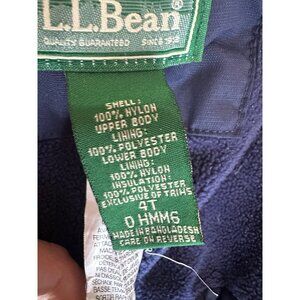 L.L.Bean
QUALITY GUARANTEED SINCE 1912
SHELL:
100% NYLON
UPPER BODY
LINING:
100% POLYESTER
LOWER BODY
LINING:
100% NYLON
INSULATION:
100% POLYESTER
EXCLUSIVE OF TRIMS
4T
0 HMM6
MADE IN BANGLADESH
CARE ON REVERSE